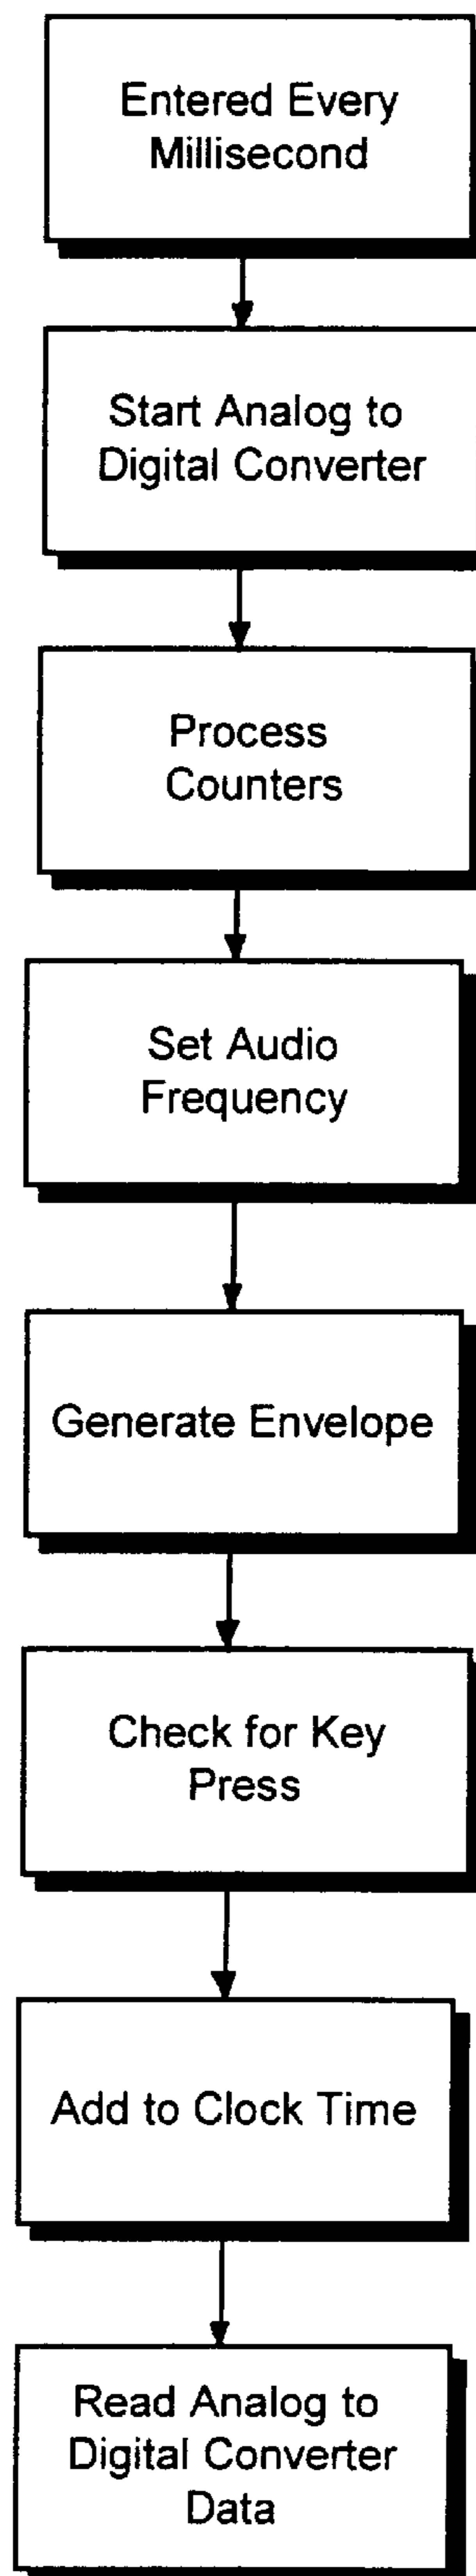 Entered Every
Millisecond
Start Analog to
Digital Converter
Process
Counters
Set Audio
Frequency
Generate Envelope
Check for Key
Press
Add to Clock Time
Read Analog to
Digital Converter
Data